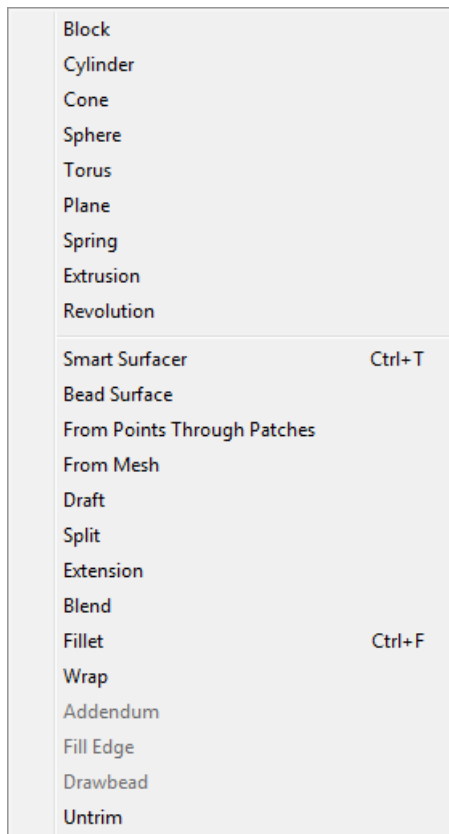 Block
Cylinder
Cone
Sphere
Torus
Plane
Spring
Extrusion
Revolution
Smart Surfacer Ctrl+T
Bead Surface
From Points Through Patches
From Mesh
Draft
Split
Extension
Blend
Fillet Ctrl+F
Wrap
Addendum
Fill Edge
Drawbead
Untrim